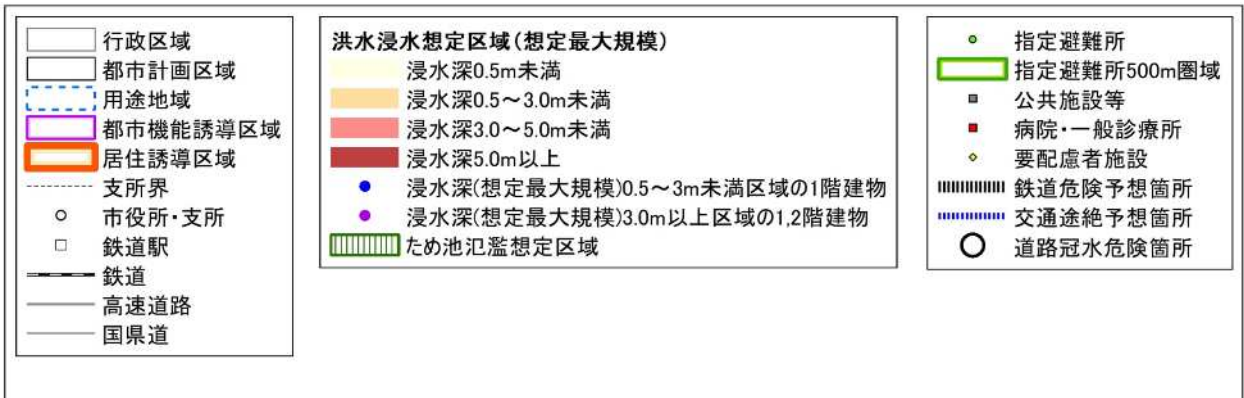 行政区域
都市計画区域
用途地域
都市機能誘導区域
居住誘導区域
支所界
市役所・支所
鉄道駅
鉄道
高速道路
国県道
洪水浸水想定区域(想定最大規模)
浸水深0.5m未満
浸水深0.5～3.0m未満
浸水深3.0～5.0m未満
浸水深5.0m以上
浸水深(想定最大規模)0.5～3m未満区域の1階建物
浸水深(想定最大規模)3.0m以上区域の1,2階建物
ため池氾濫想定区域
指定避難所
指定避難所500m圏域
公共施設等
病院・一般診療所
要配慮者施設
鉄道危険予想箇所
交通途絶予想箇所
道路冠水危険箇所